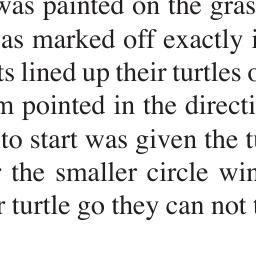 was painted on the gras
as marked off exactly i
ts lined up their turtles o
m pointed in the directi
to start was given the tu
the smaller circle win
r turtle go they can not t